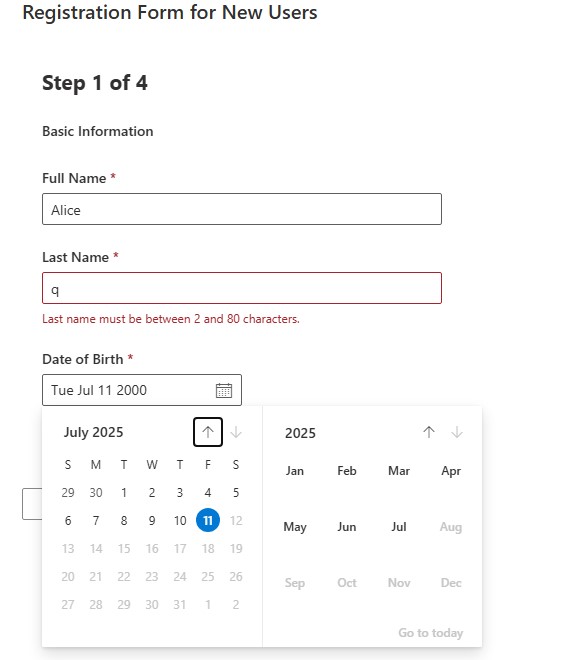 Registration Form for New Users
Step 1 of 4
Basic Information
Full Name *
Alice
Last Name *
q
Last name must be between 2 and 80 characters.
Date of Birth *
Tue Jul 11 2000
July 2025
S M T W T F S
29 30 1 2 3 4 5
6 7 8 9 10 11 12
13 14 15 16 17 18 19
20 21 22 23 24 25 26
27 28 29 30 31 1 2
2025
Jan Feb Mar Apr
May Jun Jul Aug
Sep Oct Nov Dec
Go to today